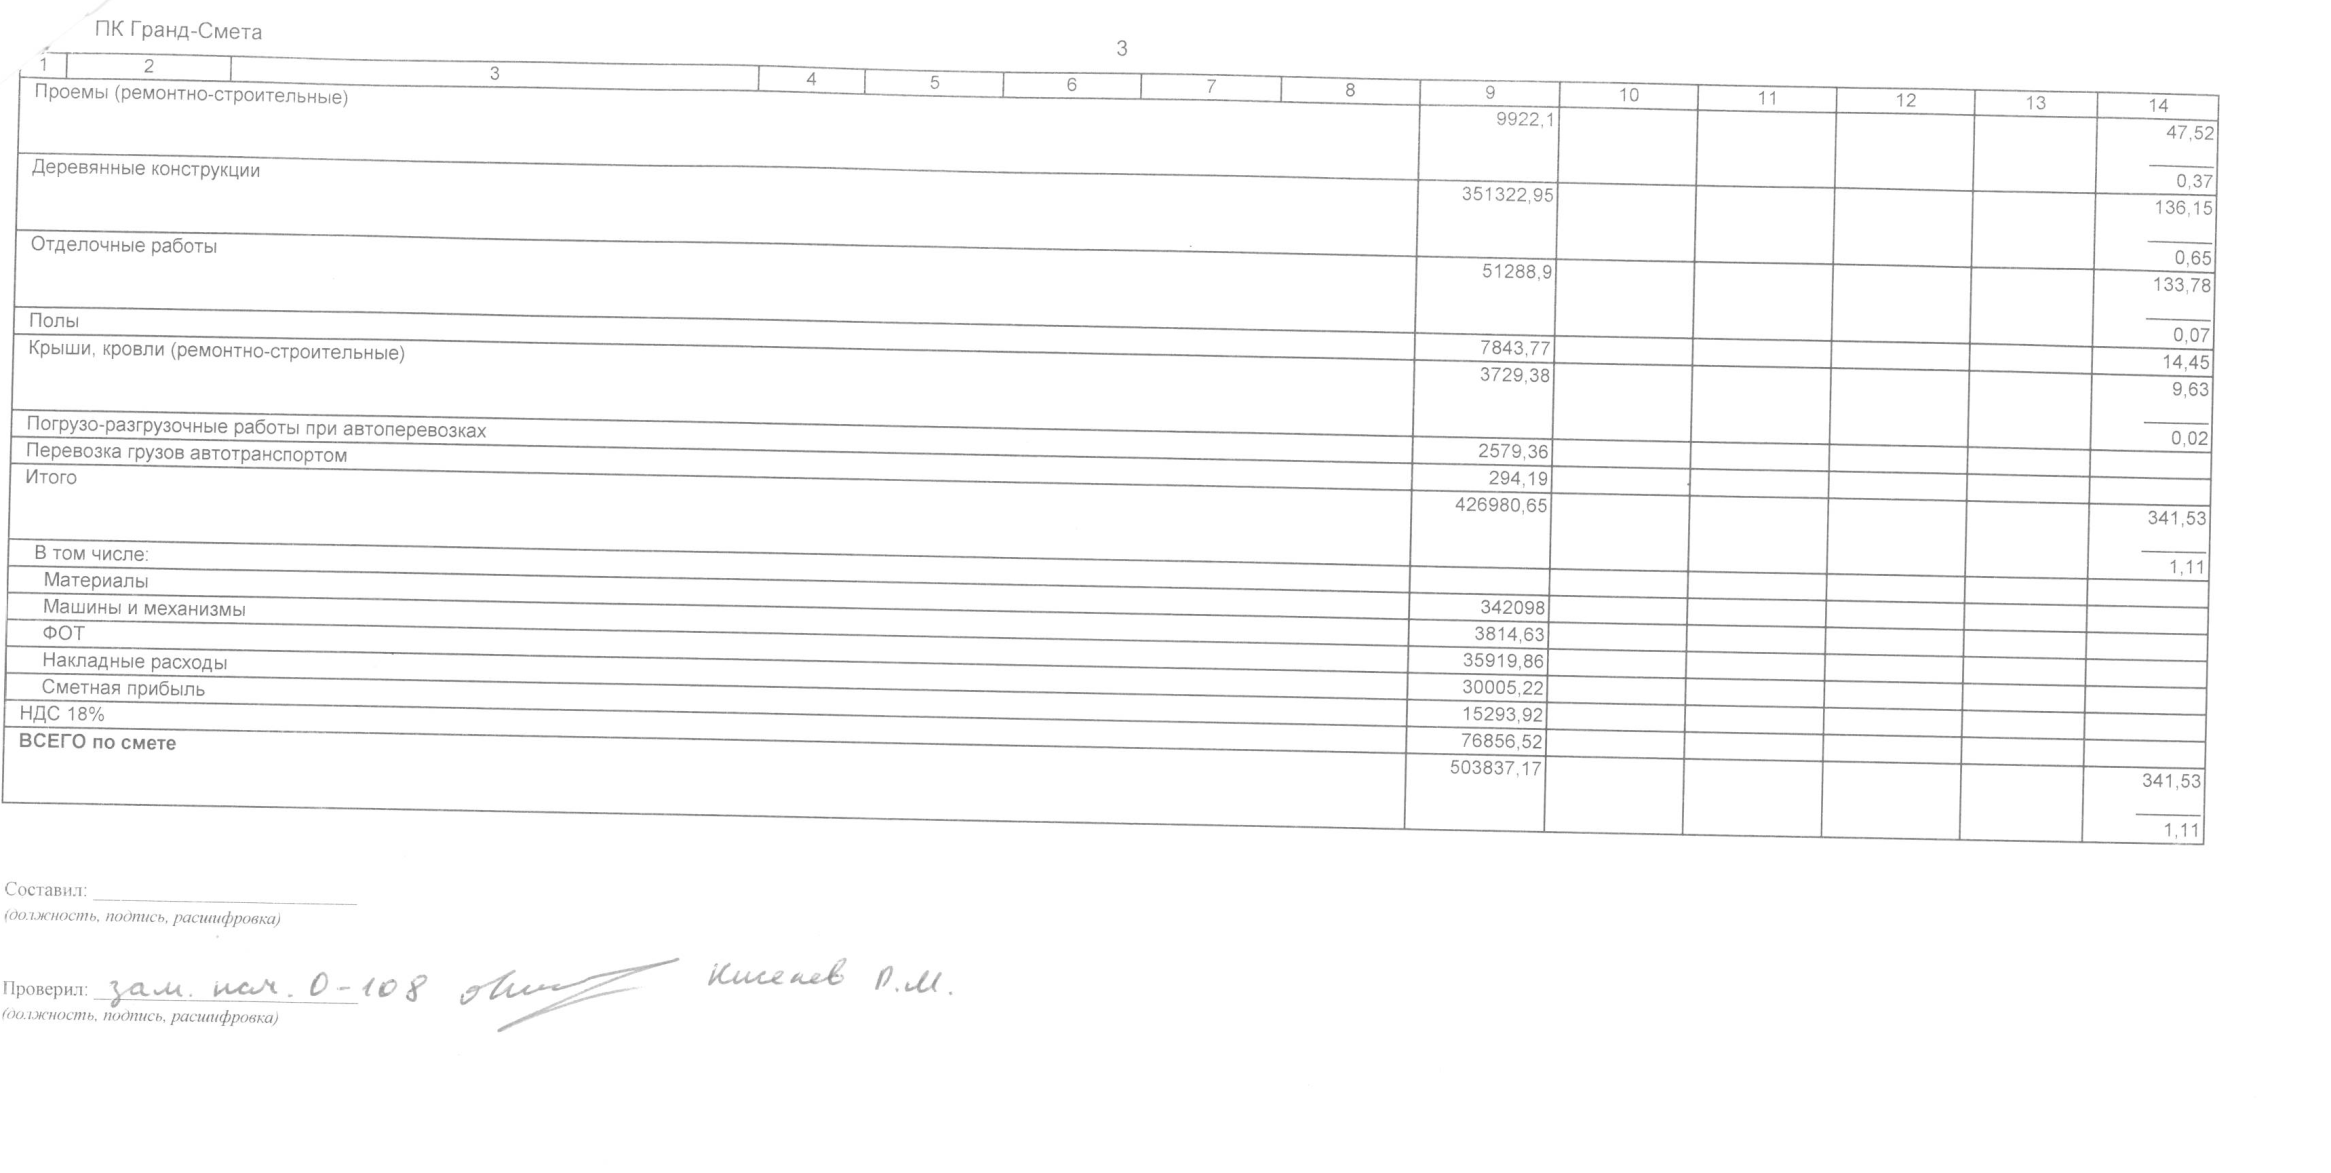 ПК Гранд-Смета
3
1 2 3 4 5 6 7 8 9 10 11 12 13 14
Проемы (ремонтно-строительные) 9922,1 47,52
0,37
Деревянные конструкции 351322,95 136,15
0,65
Отделочные работы 51288,9 133,78
0,07
Полы 7843,77 14,45
Крыши, кровли (ремонтно-строительные) 3729,38 9,63
0,02
Погрузо-разгрузочные работы при автоперевозках 2579,36
Перевозка грузов автотранспортом 294,19
Итого 426980,65 341,53
1,11
В том числе:
Материалы 342098
Машины и механизмы 3814,63
ФОТ 35919,86
Накладные расходы 30005,22
Сметная прибыль 15293,92
НДС 18% 76856,52
ВСЕГО по смете 503837,17 341,53
1,11
Составил:
(должность, подпись, расшифровка)
Проверил: зам. нач. О-108 Киселев П.М.
(должность, подпись, расшифровка)